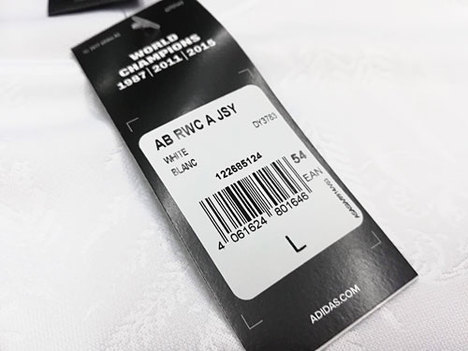 WORLD
CHAMPIONS
1987|2011|2015
AB RWC A JSY
WHITE
DY3783
BLANC
122685124
54
EAN
4 061624 801646
L
ADIDAS.COM